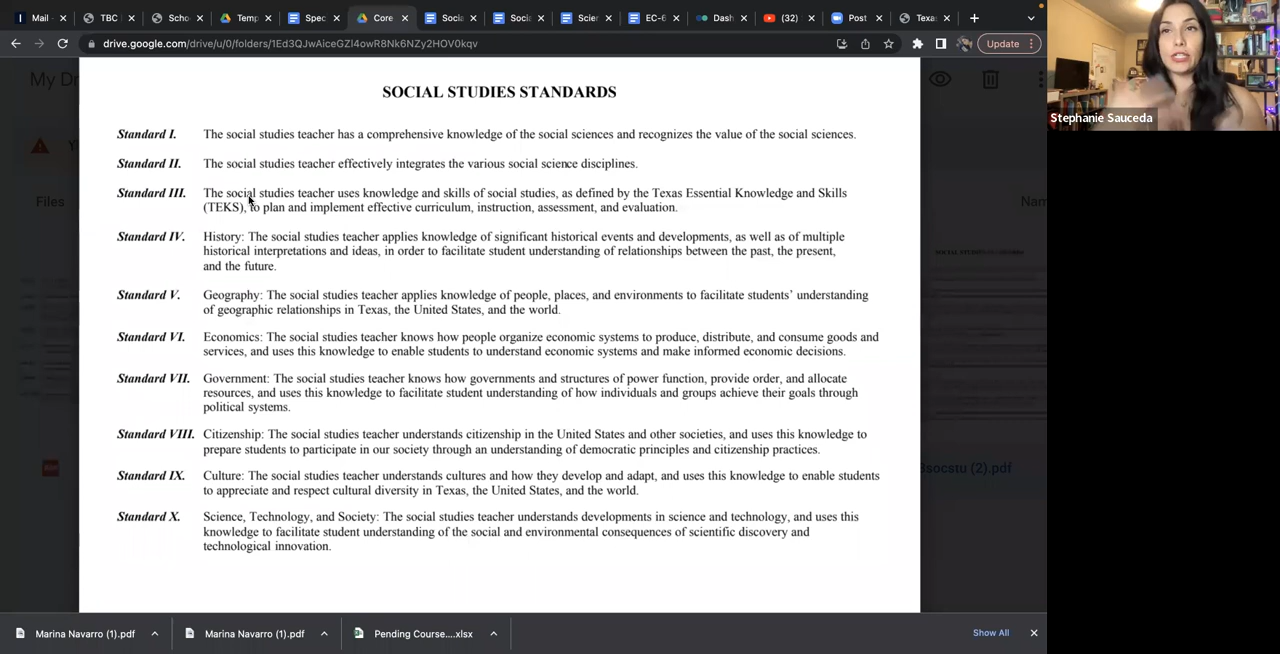 Mail
TBC
Scho
Temp
Spec
Core
Socia
Socia
Scien
EC-6
Dash
(32)
Post
Texas
drive.google.com/drive/u/0/folders/1Ed3QJwAiceGZl4owR8Nk6NZy2HOV0kqv
Update
My Dr
Files
Nam
SOCIAL STUDIES STANDARDS
Standard I. The social studies teacher has a comprehensive knowledge of the social sciences and recognizes the value of the social sciences.
Standard II. The social studies teacher effectively integrates the various social science disciplines.
Standard III. The social studies teacher uses knowledge and skills of social studies, as defined by the Texas Essential Knowledge and Skills
(TEKS), to plan and implement effective curriculum, instruction, assessment, and evaluation.
Standard IV. History: The social studies teacher applies knowledge of significant historical events and developments, as well as of multiple
historical interpretations and ideas, in order to facilitate student understanding of relationships between the past, the present,
and the future.
Standard V. Geography: The social studies teacher applies knowledge of people, places, and environments to facilitate students’ understanding
of geographic relationships in Texas, the United States, and the world.
Standard VI. Economics: The social studies teacher knows how people organize economic systems to produce, distribute, and consume goods and
services, and uses this knowledge to enable students to understand economic systems and make informed economic decisions.
Standard VII. Government: The social studies teacher knows how governments and structures of power function, provide order, and allocate
resources, and uses this knowledge to facilitate student understanding of how individuals and groups achieve their goals through
political systems.
Standard VIII. Citizenship: The social studies teacher understands citizenship in the United States and other societies, and uses this knowledge to
prepare students to participate in our society through an understanding of democratic principles and citizenship practices.
Standard IX. Culture: The social studies teacher understands cultures and how they develop and adapt, and uses this knowledge to enable students
to appreciate and respect cultural diversity in Texas, the United States, and the world.
Standard X. Science, Technology, and Society: The social studies teacher understands developments in science and technology, and uses this
knowledge to facilitate student understanding of the social and environmental consequences of scientific discovery and
technological innovation.
socstu (2).pdf
Marina Navarro (1).pdf
Marina Navarro (1).pdf
Pending Course....xlsx
Show All
Stephanie Sauceda